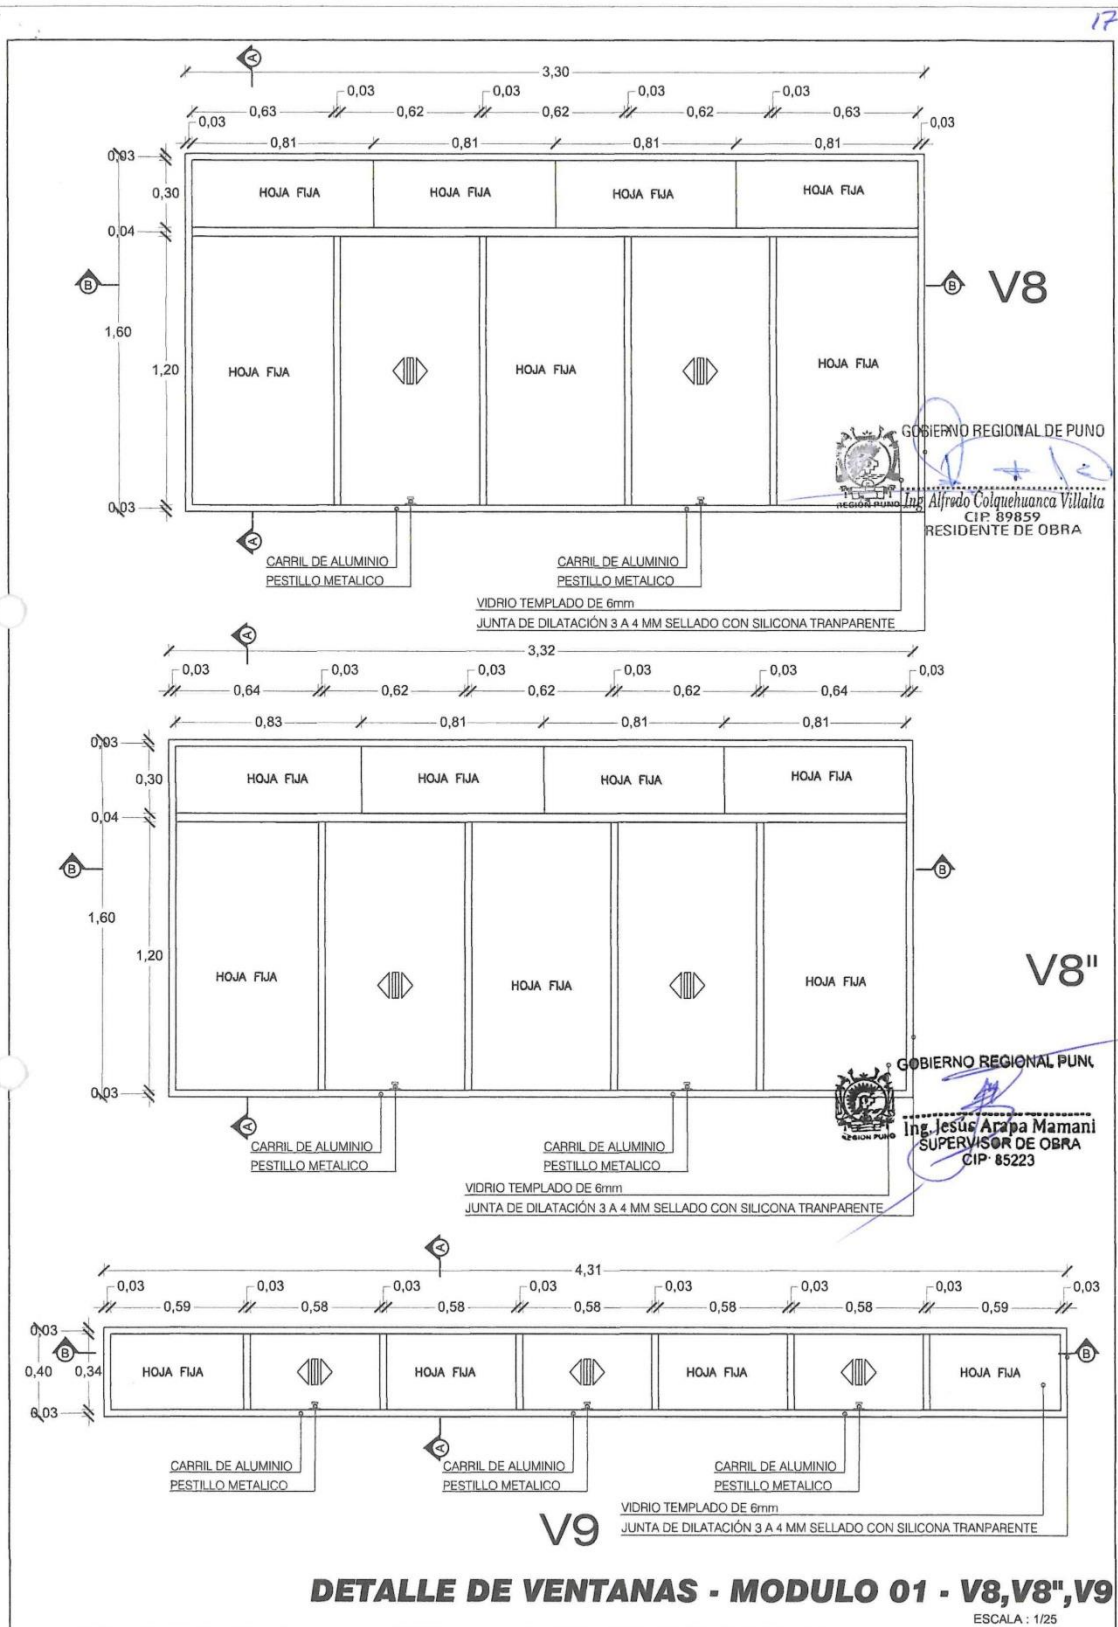 17
A
3,30
0,03 0,03 0,03 0,03
0,63 0,62 0,62 0,62 0,63
0,03 0,03
0,81 0,81 0,81 0,81
0,03
0,30
HOJA FIJA HOJA FIJA HOJA FIJA HOJA FIJA
0,04
B B
V8
1,60
1,20
HOJA FIJA HOJA FIJA HOJA FIJA
GOBIERNO REGIONAL DE PUNO
REGION PUNO
Ing. Alfredo Colquehuanca Villalta
CIP. 89859
RESIDENTE DE OBRA
0,03
A
CARRIL DE ALUMINIO CARRIL DE ALUMINIO
PESTILLO METALICO PESTILLO METALICO
VIDRIO TEMPLADO DE 6mm
JUNTA DE DILATACIÓN 3 A 4 MM SELLADO CON SILICONA TRANPARENTE
A
3,32
0,03 0,03 0,03 0,03 0,03 0,03
0,64 0,62 0,62 0,62 0,64
0,83 0,81 0,81 0,81
0,03
0,30
HOJA FIJA HOJA FIJA HOJA FIJA HOJA FIJA
0,04
B B
1,60
1,20
V8"
HOJA FIJA HOJA FIJA HOJA FIJA
GOBIERNO REGIONAL PUN
REGION PUNO
Ing. Jesús Arapa Mamani
SUPERVISOR DE OBRA
CIP: 85223
0,03
A
CARRIL DE ALUMINIO CARRIL DE ALUMINIO
PESTILLO METALICO PESTILLO METALICO
VIDRIO TEMPLADO DE 6mm
JUNTA DE DILATACIÓN 3 A 4 MM SELLADO CON SILICONA TRANPARENTE
A
4,31
0,03 0,03 0,03 0,03 0,03 0,03 0,03 0,03
0,59 0,58 0,58 0,58 0,58 0,58 0,59
0,03
B B
0,40 0,34
HOJA FIJA HOJA FIJA HOJA FIJA HOJA FIJA
0,03
A
CARRIL DE ALUMINIO CARRIL DE ALUMINIO CARRIL DE ALUMINIO
PESTILLO METALICO PESTILLO METALICO PESTILLO METALICO
VIDRIO TEMPLADO DE 6mm
JUNTA DE DILATACIÓN 3 A 4 MM SELLADO CON SILICONA TRANPARENTE
V9
DETALLE DE VENTANAS - MODULO 01 - V8,V8",V9
ESCALA : 1/25